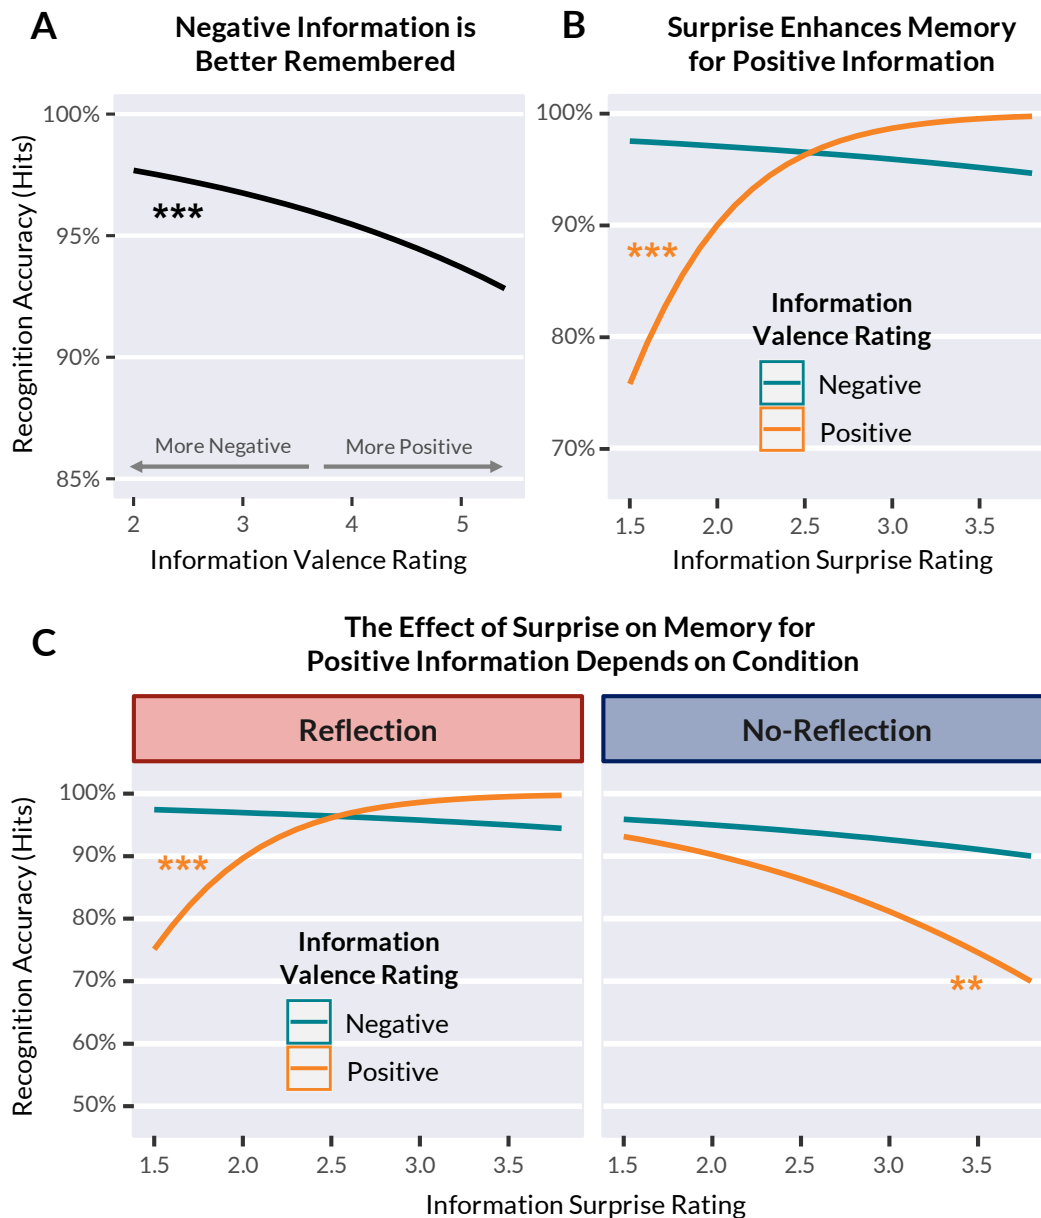 A
Negative Information is
Better Remembered
Recognition Accuracy (Hits)
100%
95%
90%
85%
***
More Negative
More Positive
2 3 4 5
Information Valence Rating
B
Surprise Enhances Memory
for Positive Information
100%
90%
80%
70%
***
Information
Valence Rating
Negative
Positive
1.5 2.0 2.5 3.0 3.5
Information Surprise Rating
C
The Effect of Surprise on Memory for
Positive Information Depends on Condition
Reflection
No-Reflection
Recognition Accuracy (Hits)
100%
90%
80%
70%
60%
50%
***
Information
Valence Rating
Negative
Positive
**
1.5 2.0 2.5 3.0 3.5
1.5 2.0 2.5 3.0 3.5
Information Surprise Rating